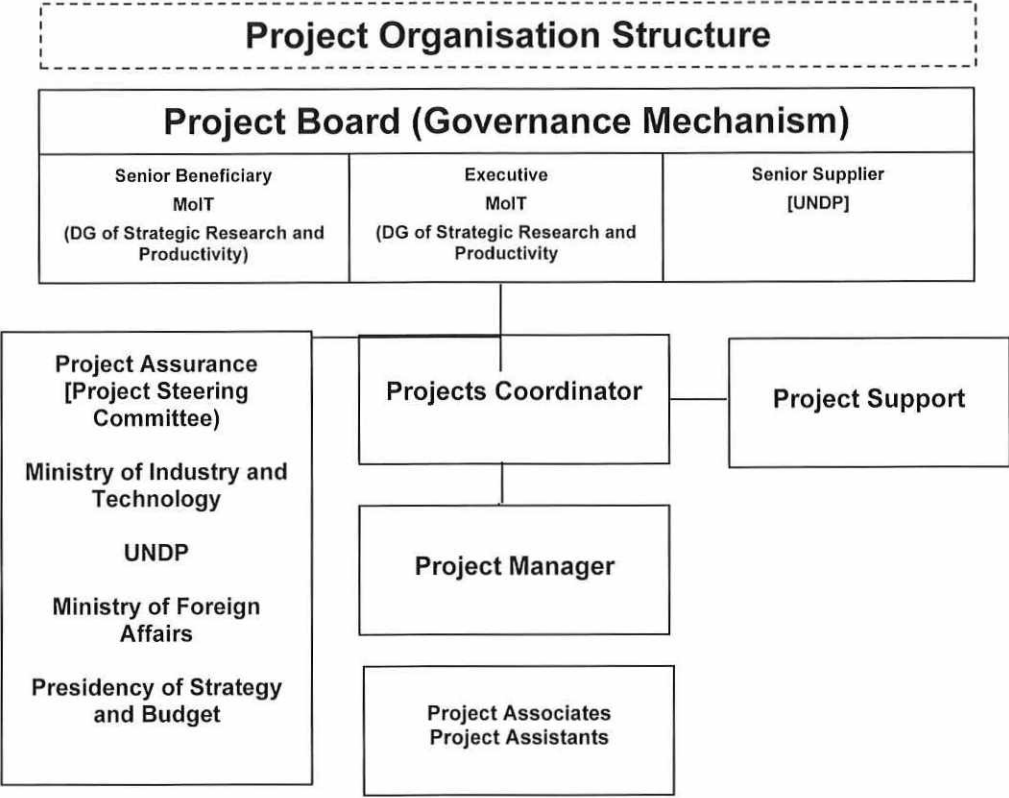 Project Organisation Structure
Project Board (Governance Mechanism)
Senior Beneficiary
MoIT
(DG of Strategic Research and
Productivity)
Executive
MoIT
(DG of Strategic Research and
Productivity
Senior Supplier
[UNDP]
Project Assurance
[Project Steering
Committee)
Ministry of Industry and
Technology
UNDP
Ministry of Foreign
Affairs
Presidency of Strategy
and Budget
Projects Coordinator
Project Support
Project Manager
Project Associates
Project Assistants